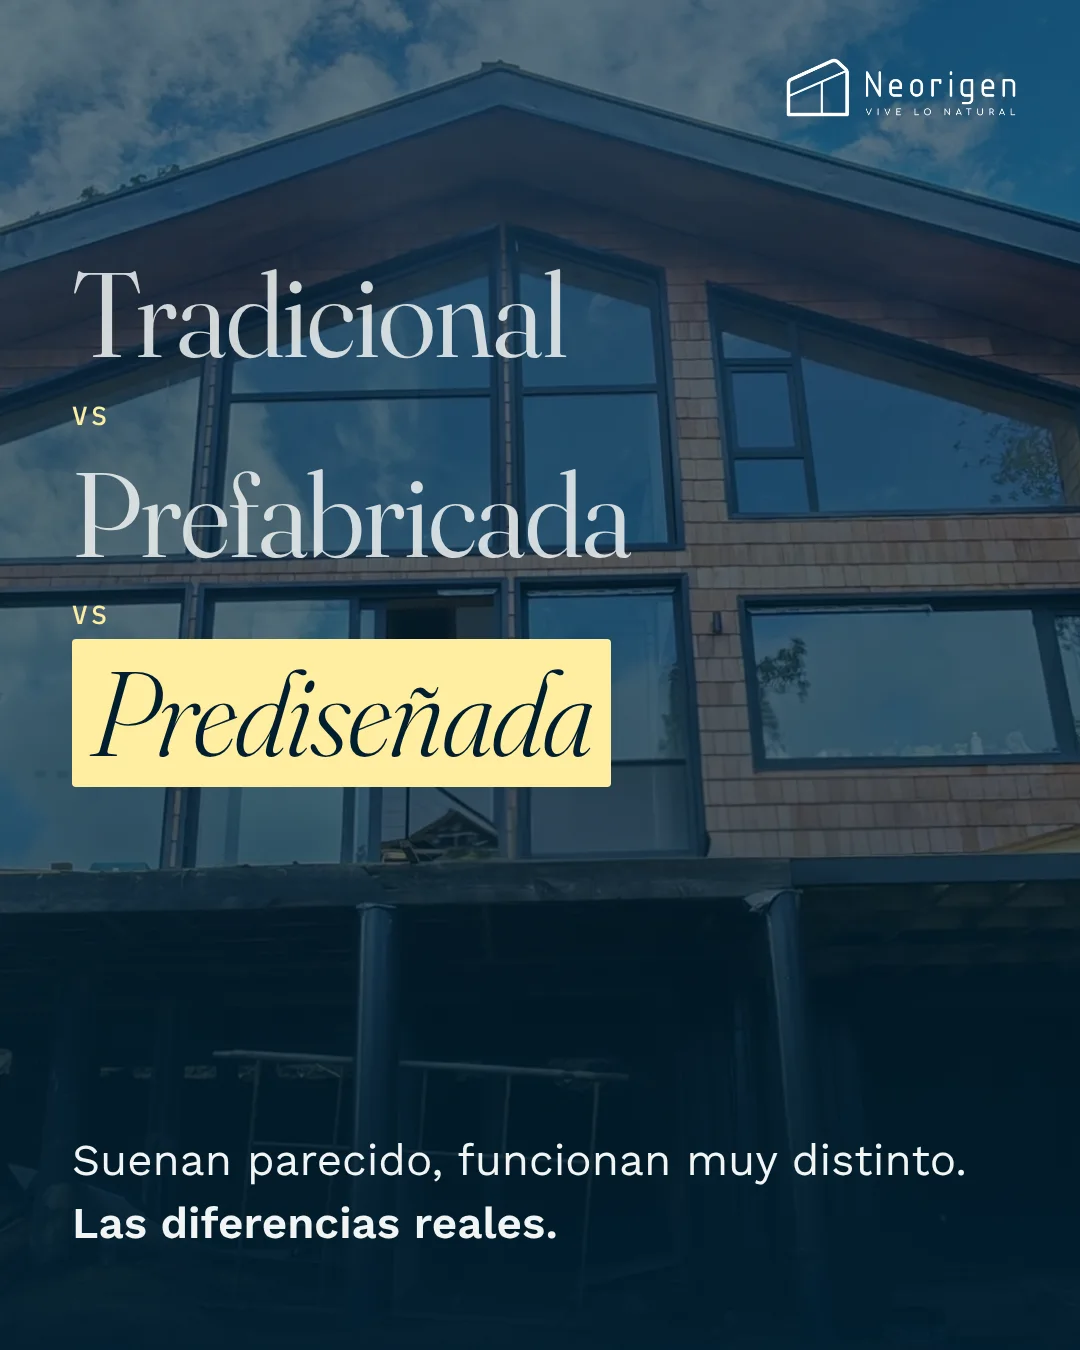 Neorigen
VIVE LO NATURAL
Tradicional
VS
Prefabricada
VS
Prediseñada
Suenan parecido, funcionan muy distinto.
Las diferencias reales.